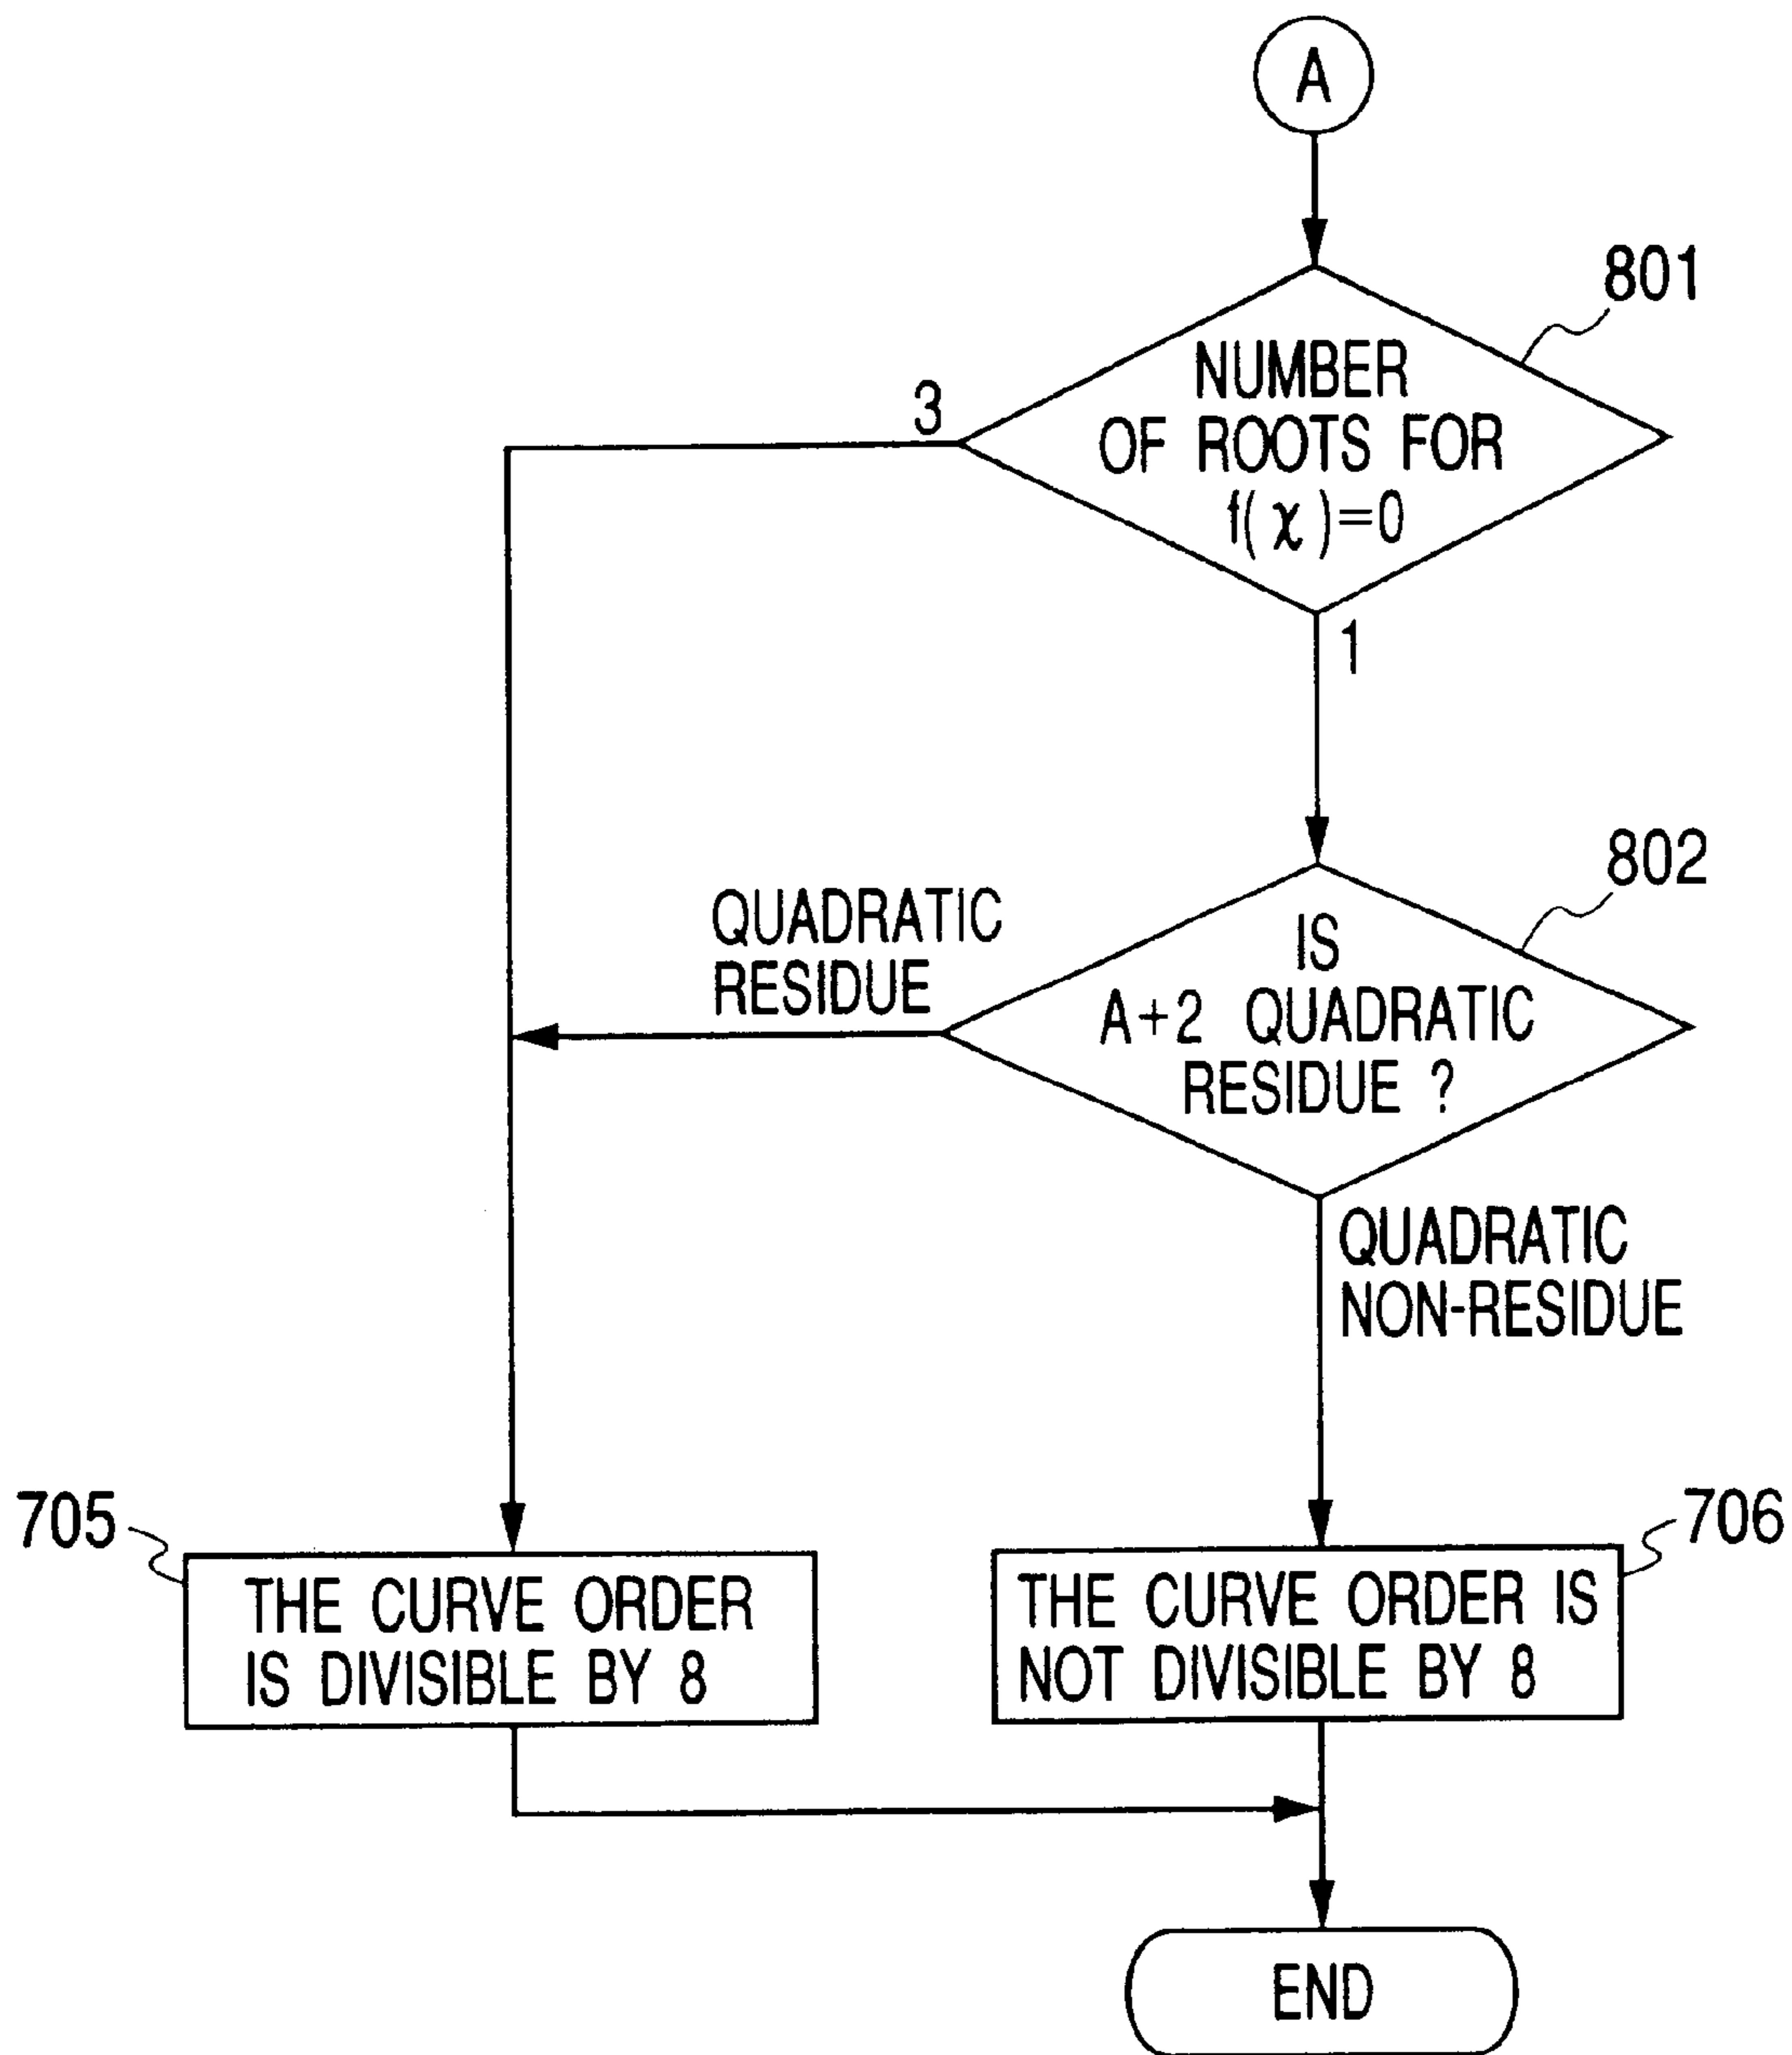 A
801
NUMBER
OF ROOTS FOR
f(χ)=0
3
1
802
IS
A+2 QUADRATIC
RESIDUE ?
QUADRATIC
RESIDUE
QUADRATIC
NON-RESIDUE
705
THE CURVE ORDER
IS DIVISIBLE BY 8
706
THE CURVE ORDER IS
NOT DIVISIBLE BY 8
END